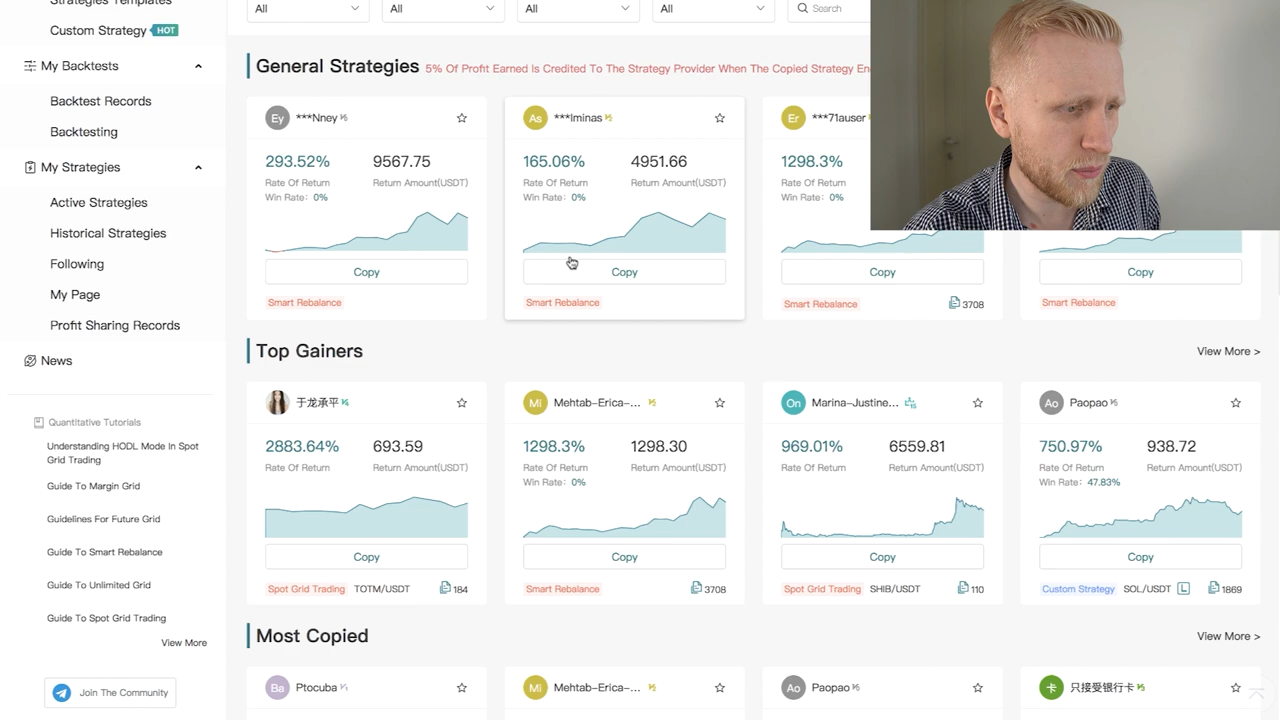 Strategies Templates
Custom Strategy HOT
My Backtests
Backtest Records
Backtesting
My Strategies
Active Strategies
Historical Strategies
Following
My Page
Profit Sharing Records
News
Quantitative Tutorials
Understanding HODL Mode In Spot
Grid Trading
Guide To Margin Grid
Guidelines For Future Grid
Guide To Smart Rebalance
Guide To Unlimited Grid
Guide To Spot Grid Trading
View More
Join The Community
All All All All Search
General Strategies 5% Of Profit Earned Is Credited To The Strategy Provider When The Copied Strategy
Ey ***Nney
293.52% 9567.75
Rate Of Return Return Amount(USDT)
Win Rate: 0%
Copy
Smart Rebalance
As ***Iminas
165.06% 4951.66
Rate Of Return Return Amount(USDT)
Win Rate: 0%
Copy
Smart Rebalance
Er ***71auser
1298.3%
Rate Of Return
Win Rate: 0%
Copy
Smart Rebalance 3708
Copy
Smart Rebalance
Top Gainers View More >
于龙承平
2883.64% 693.59
Rate Of Return Return Amount(USDT)
Copy
Spot Grid Trading TOTM/USDT 184
Mi Mehtab-Erica-...
1298.3% 1298.30
Rate Of Return Return Amount(USDT)
Win Rate: 0%
Copy
Smart Rebalance 3708
On Marina-Justine...
969.01% 6559.81
Rate Of Return Return Amount(USDT)
Copy
Spot Grid Trading SHIB/USDT 110
Ao Paopao
750.97% 938.72
Rate Of Return Return Amount(USDT)
Win Rate: 47.83%
Copy
Custom Strategy SOL/USDT L 1869
Most Copied View More >
Ba Ptocuba
Mi Mehtab-Erica-...
Ao Paopao
卡 只接受银行卡